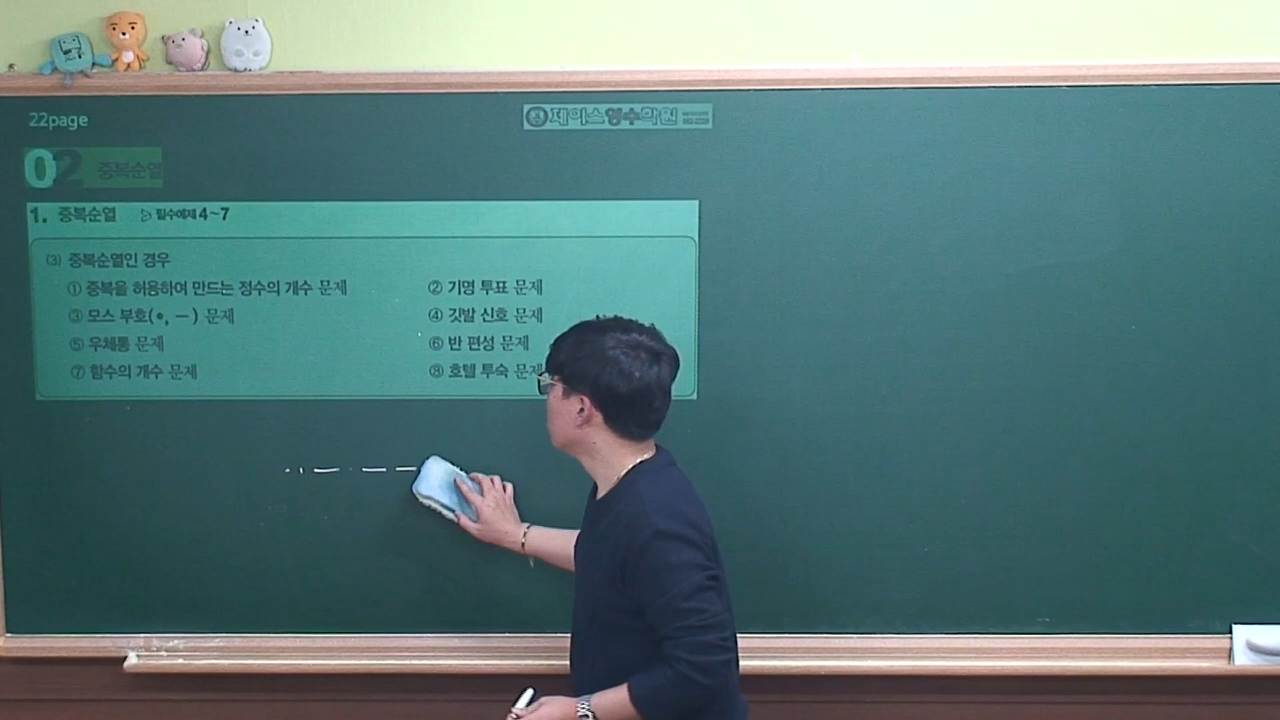 22page
제이스영수학원
02 중복순열
1. 중복순열 ▷ 필수예제 4~7
(3) 중복순열인 경우
① 중복을 허용하여 만드는 정수의 개수 문제
② 기명 투표 문제
③ 모스 부호(•, －) 문제
④ 깃발 신호 문제
⑤ 우체통 문제
⑥ 반 편성 문제
⑦ 함수의 개수 문제
⑧ 호텔 투숙 문제